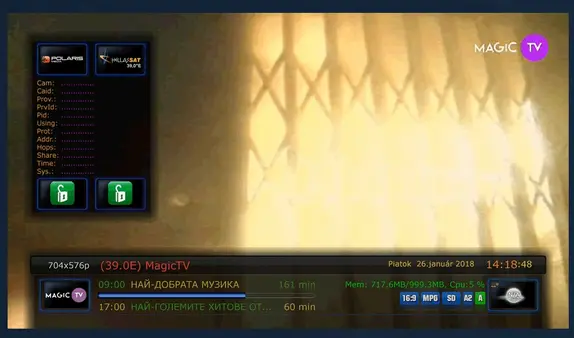 MAGIC TV
POLARIS
HELLAS SAT
39.0°E
Cam: ............
Caid: ............
Prov.: ............
PrvId: ............
Pid: ............
Using: ............
Prot: ............
Addr.: ............
Hops: ............
Share: ............
Time: ............
Sys.: ............
704x576p (39.0E) MagicTV Piatok 26.január 2018 14:18:48
MAGIC TV
09:00 НАЙ-ДОБРАТА МУЗИКА 161 min
17:00 НАЙ-ГОЛЕМИТЕ ХИТОВЕ ОТ... 60 min
Mem: 717,6MB/999,3MB, Cpu:5 %
16:9 MPG SD A2 A